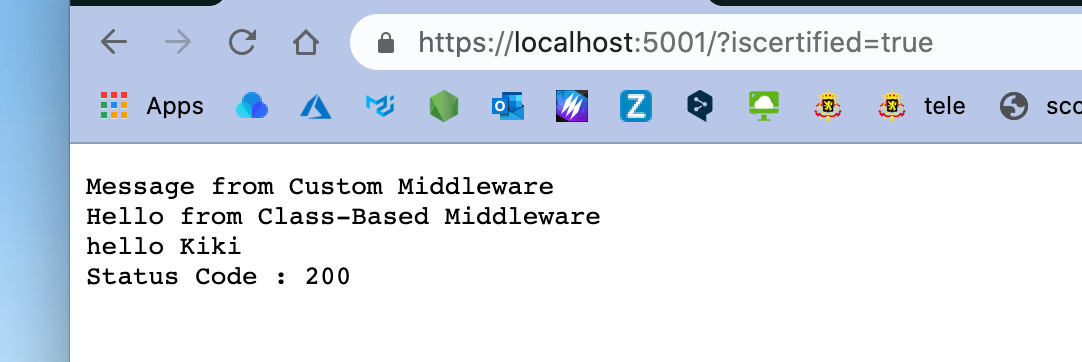 https://localhost:5001/?iscertified=true
Apps
tele
sco
Message from Custom Middleware
Hello from Class-Based Middleware
hello Kiki
Status Code : 200